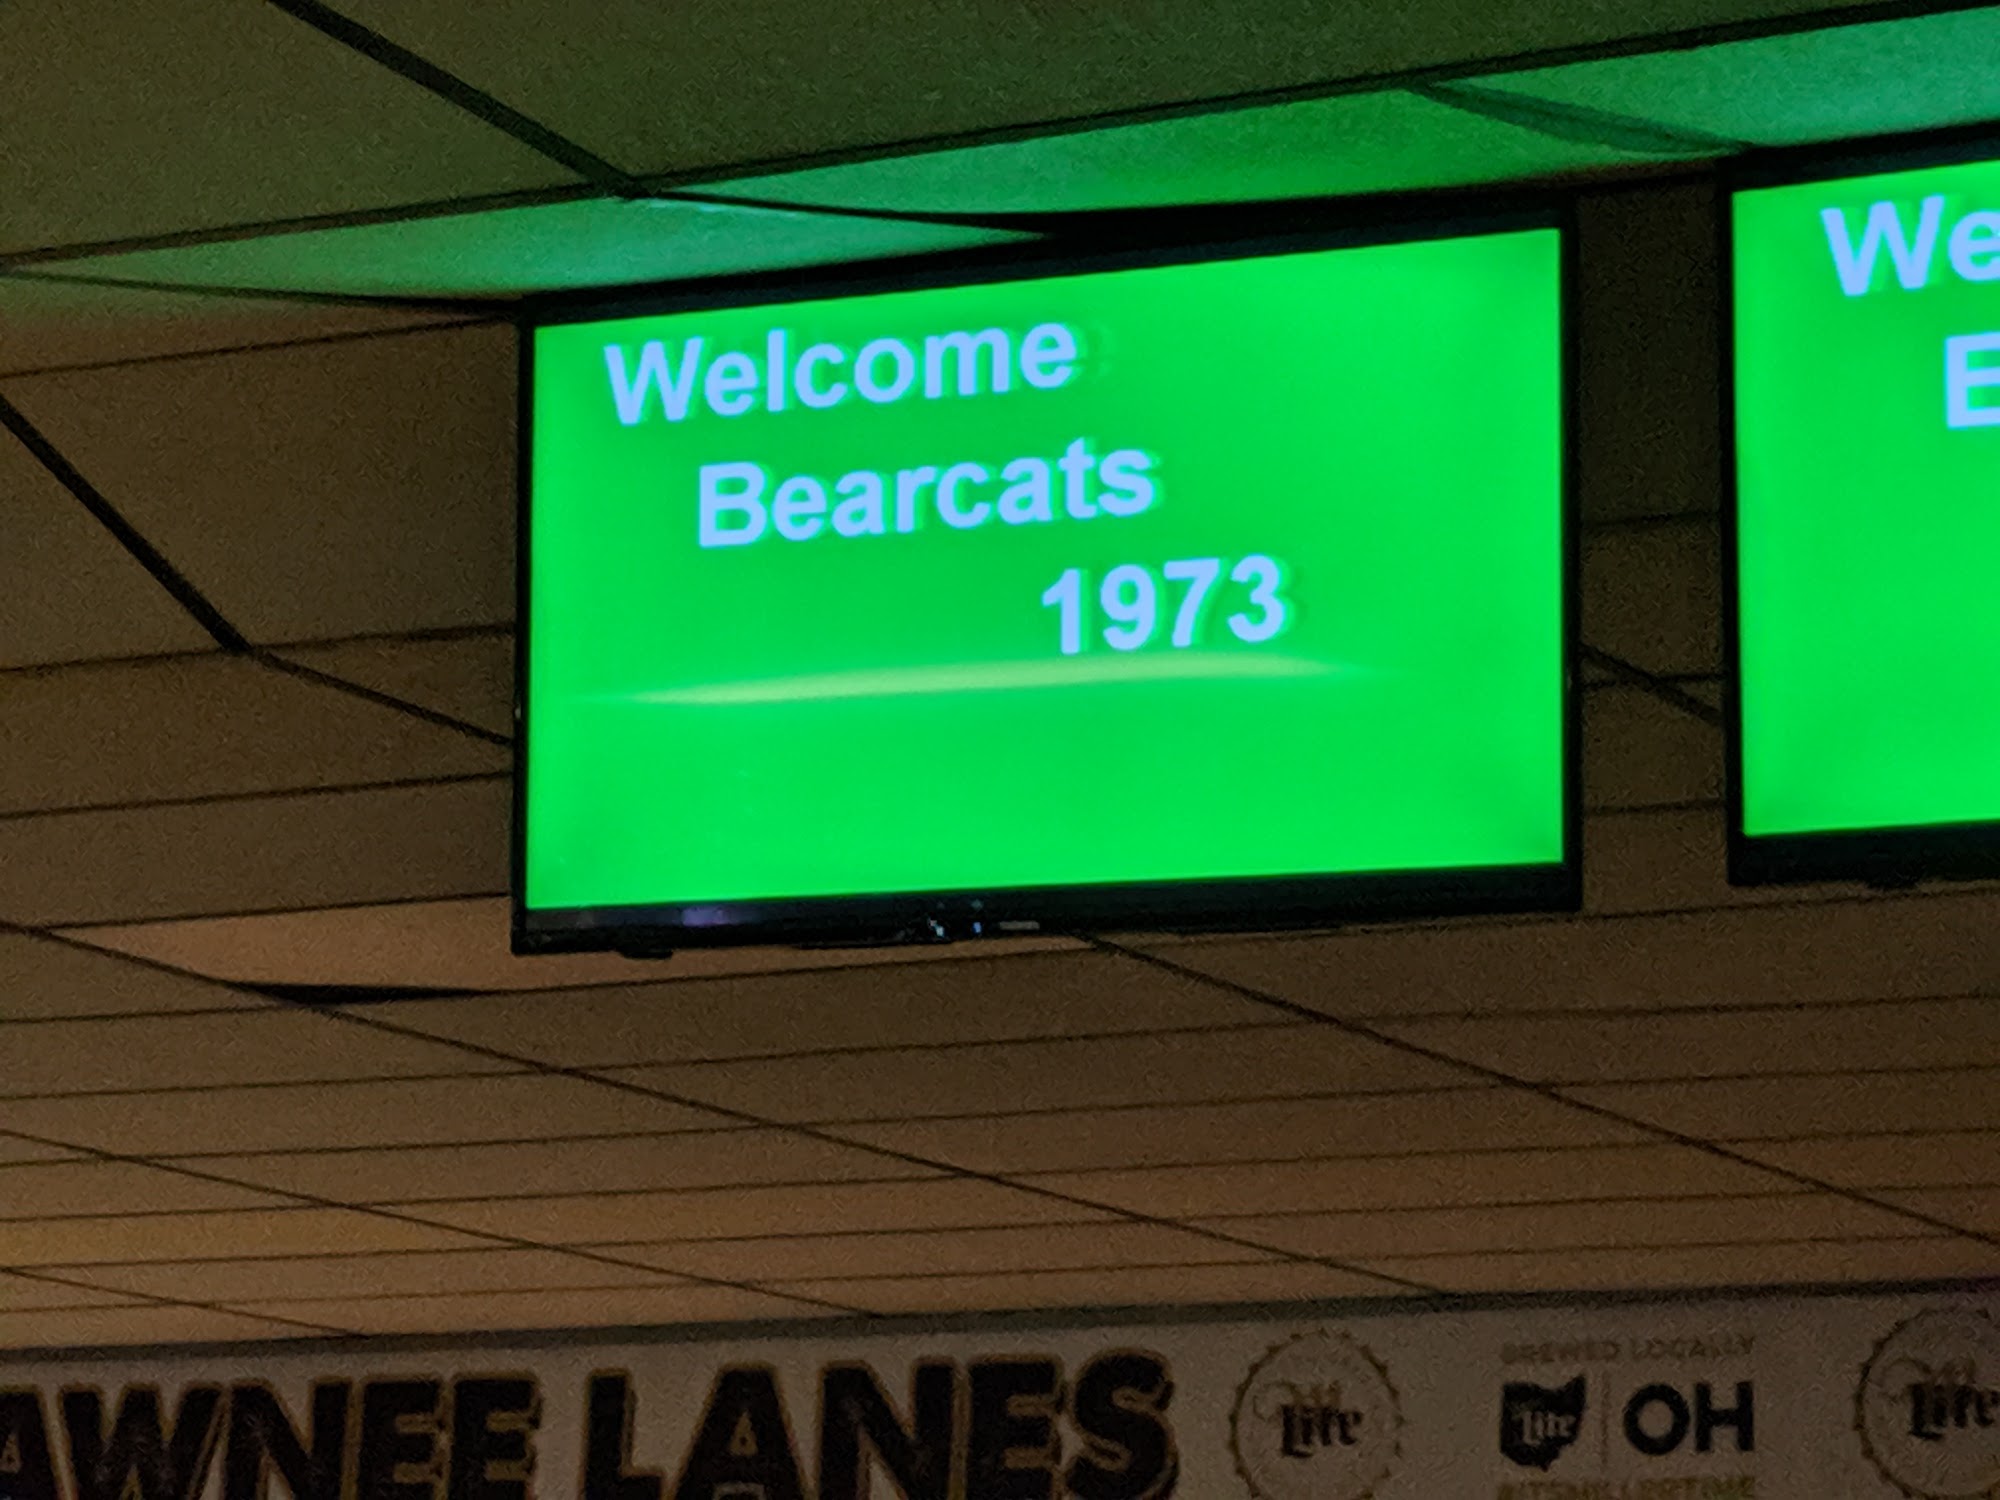 Welcome
Bearcats
1973
We
AWNEE LANES
Lite
BREWED LOCALLY
Lite OH
Lite